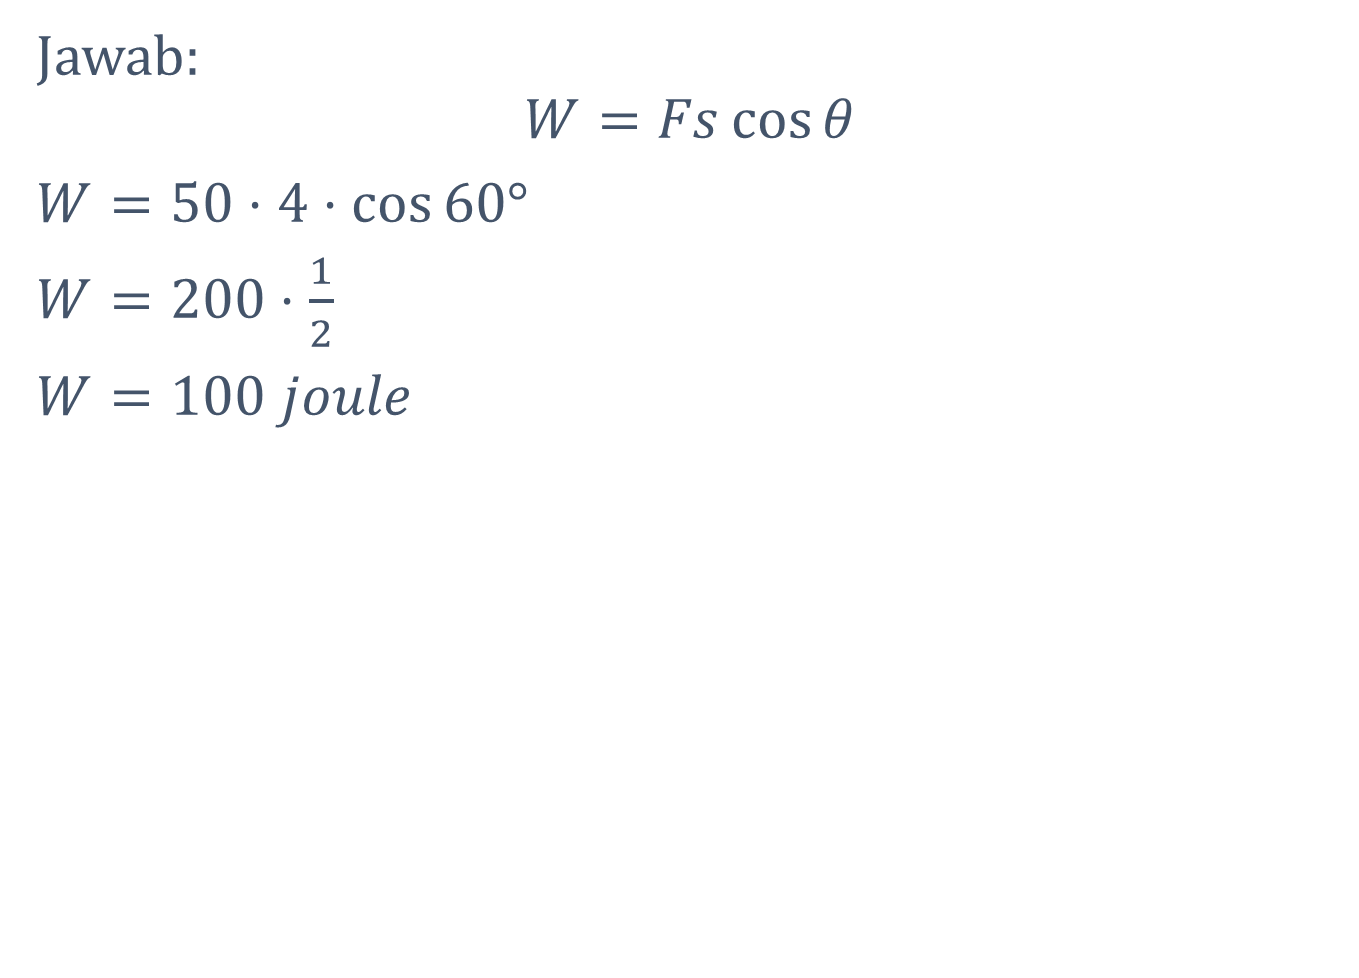 Jawab:
W = Fs cos θ
W = 50 · 4 · cos 60°
W = 200 · 1/2
W = 100 joule